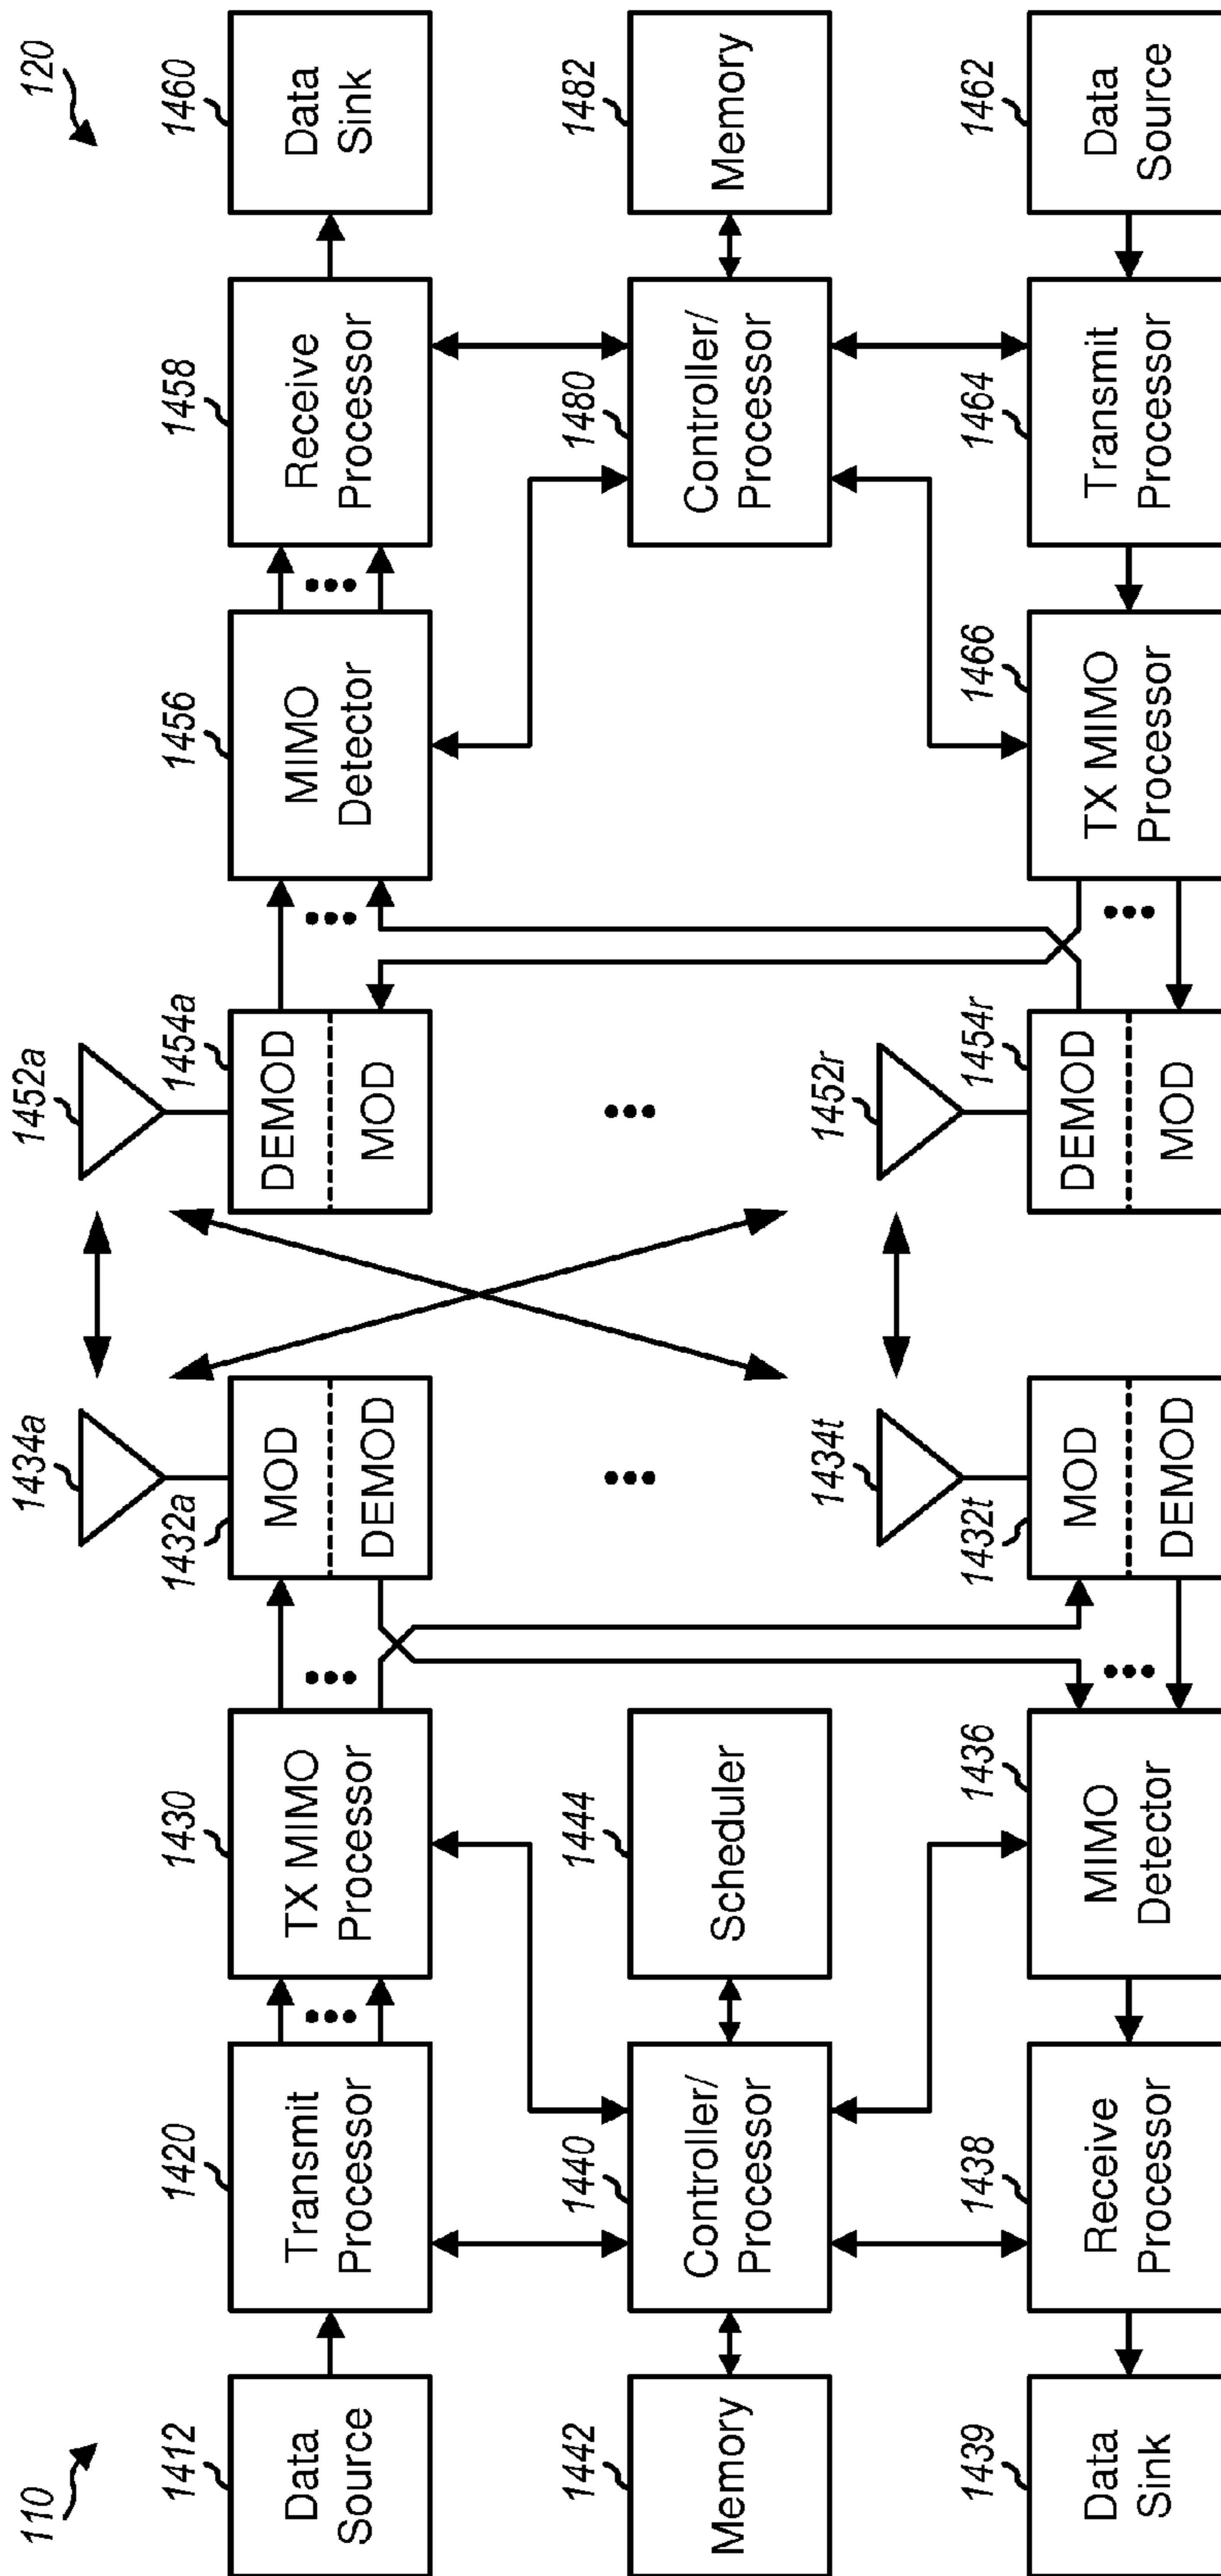 110
120
1412
Data
Source
1420
Transmit
Processor
1430
TX MIMO
Processor
1432a
MOD
DEMOD
1434a
1452a
1454a
DEMOD
MOD
1456
MIMO
Detector
1458
Receive
Processor
1460
Data
Sink
1442
Memory
1440
Controller/
Processor
1444
Scheduler
1480
Controller/
Processor
1482
Memory
1439
Data
Sink
1438
Receive
Processor
1436
MIMO
Detector
1432t
MOD
DEMOD
1434t
1452r
1454r
DEMOD
MOD
1466
TX MIMO
Processor
1464
Transmit
Processor
1462
Data
Source